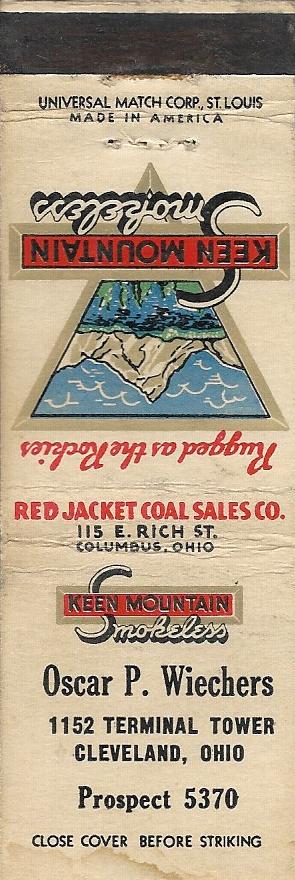 UNIVERSAL MATCH CORP., ST. LOUIS
MADE IN AMERICA
Rugged as the Rockies
KEEN MOUNTAIN
Smokeless
RED JACKET COAL SALES CO.
115 E. RICH ST.
COLUMBUS, OHIO
KEEN MOUNTAIN
Smokeless
Oscar P. Wiechers
1152 TERMINAL TOWER
CLEVELAND, OHIO
Prospect 5370
CLOSE COVER BEFORE STRIKING